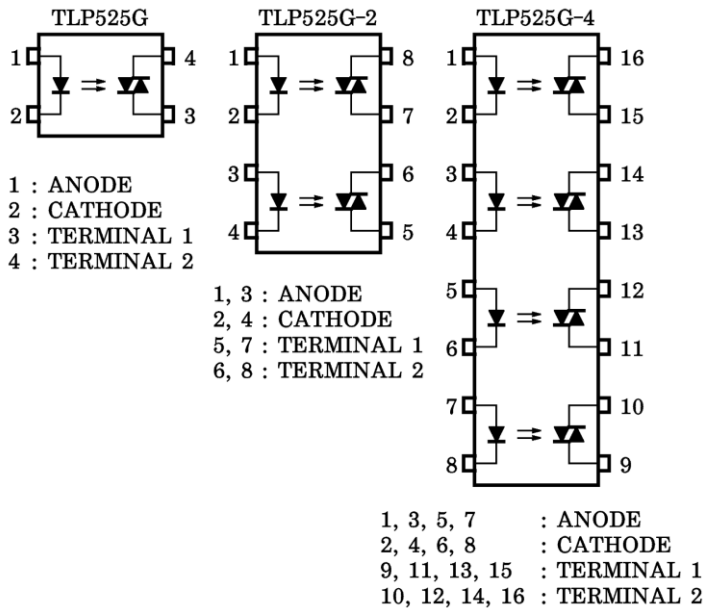 TLP525G
1
4
2
3
1 : ANODE
2 : CATHODE
3 : TERMINAL 1
4 : TERMINAL 2
TLP525G-2
1
8
2
7
3
6
4
5
1, 3 : ANODE
2, 4 : CATHODE
5, 7 : TERMINAL 1
6, 8 : TERMINAL 2
TLP525G-4
1
16
2
15
3
14
4
13
5
12
6
11
7
10
8
9
1, 3, 5, 7 : ANODE
2, 4, 6, 8 : CATHODE
9, 11, 13, 15 : TERMINAL 1
10, 12, 14, 16 : TERMINAL 2